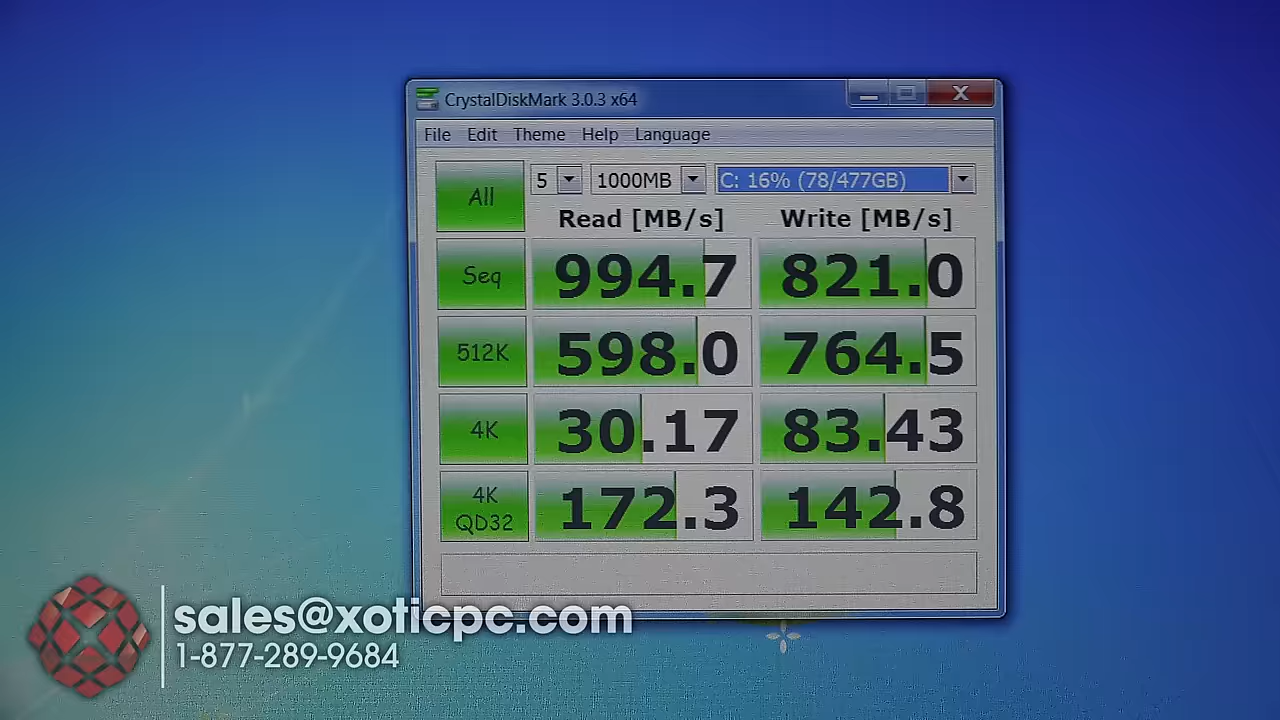 CrystalDiskMark 3.0.3 x64
File Edit Theme Help Language
All 5 1000MB C: 16% (78/477GB)
Read [MB/s] Write [MB/s]
Seq 994.7 821.0
512K 598.0 764.5
4K 30.17 83.43
4K QD32 172.3 142.8
sales@xoticpc.com
1-877-289-9684